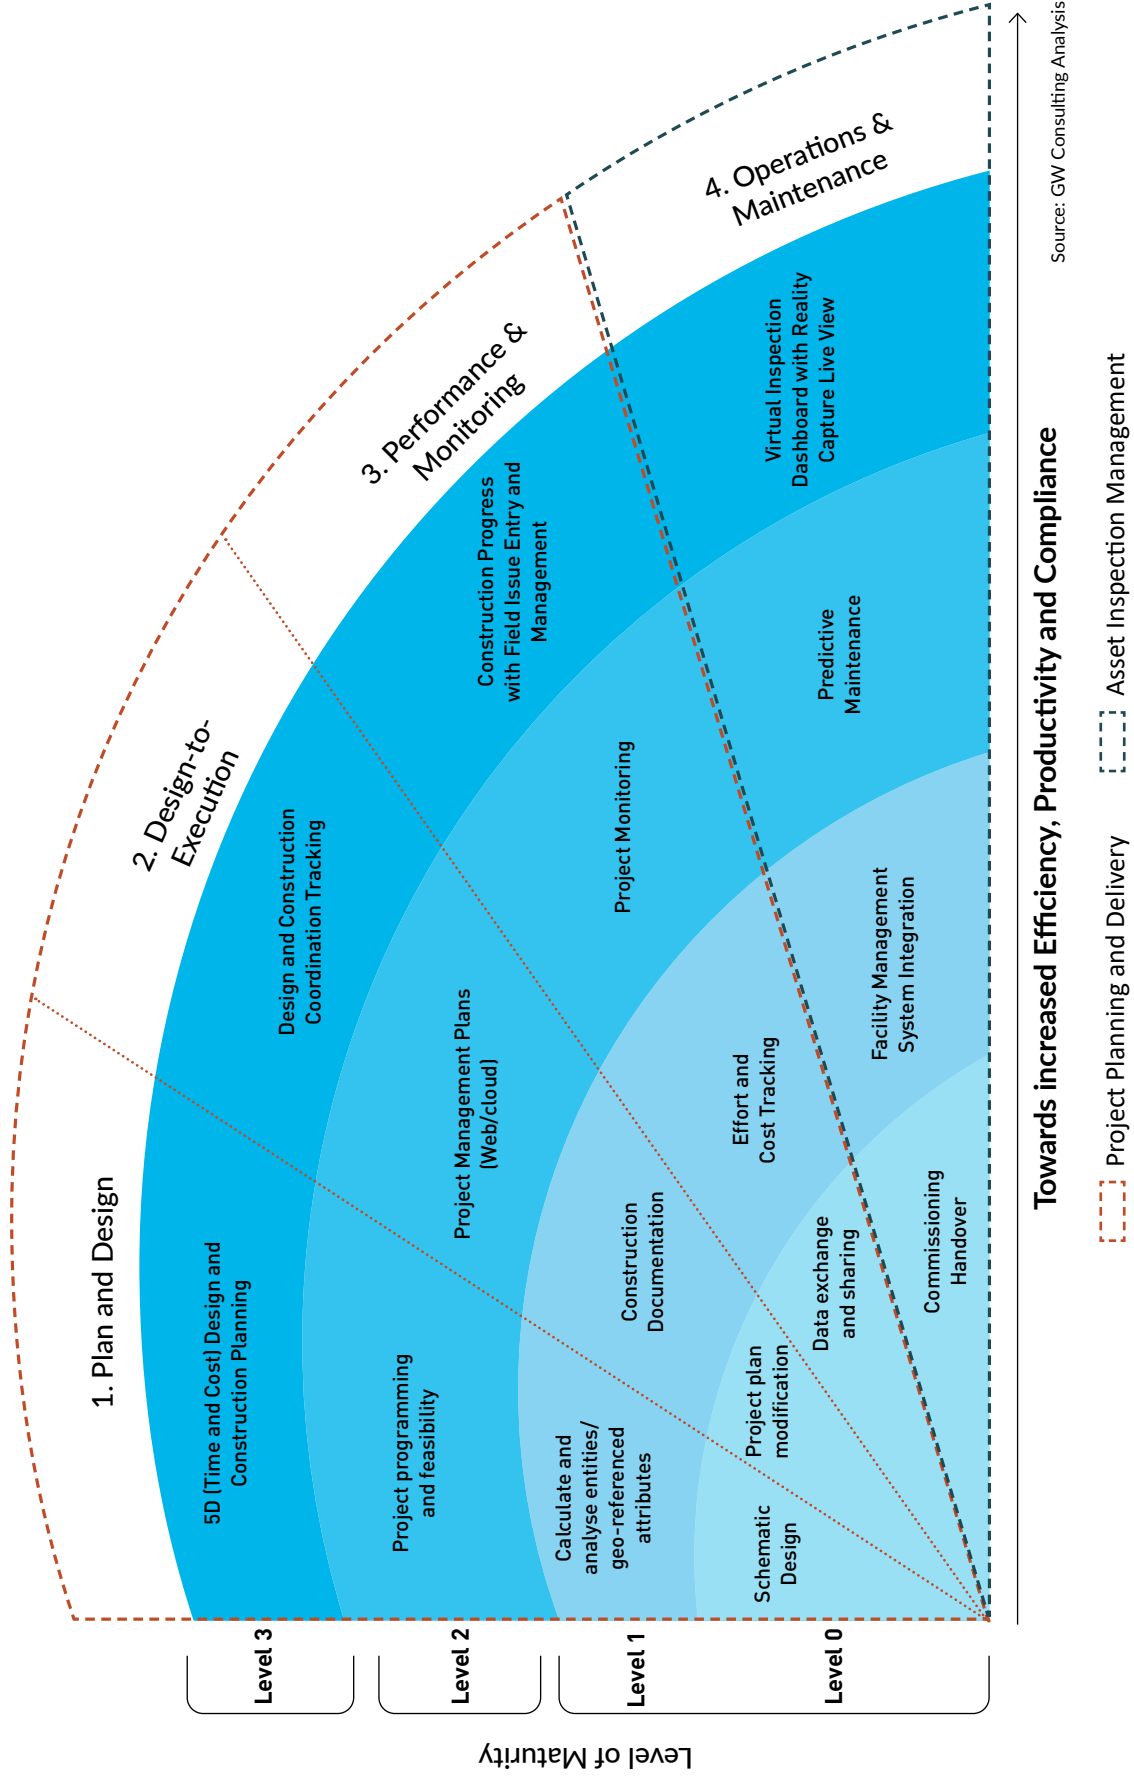 1. Plan and Design
2. Design-to-
Execution
3. Performance &
Monitoring
4. Operations &
Maintenance
Level of Maturity
Level 3
Level 2
Level 1
Level 0
5D (Time and Cost) Design and
Construction Planning
Design and Construction
Coordination Tracking
Construction Progress
with Field Issue Entry and
Management
Virtual Inspection
Dashboard with Reality
Capture Live View
Project programming
and feasibility
Project Management Plans
(Web/cloud)
Project Monitoring
Predictive
Maintenance
Calculate and
analyse entities/
geo-referenced
attributes
Construction
Documentation
Effort and
Cost Tracking
Facility Management
System Integration
Schematic
Design
Project plan
modification
Data exchange
and sharing
Commissioning
Handover
Towards increased Efficiency, Productivity and Compliance
Source: GW Consulting Analysis
Project Planning and Delivery
Asset Inspection Management